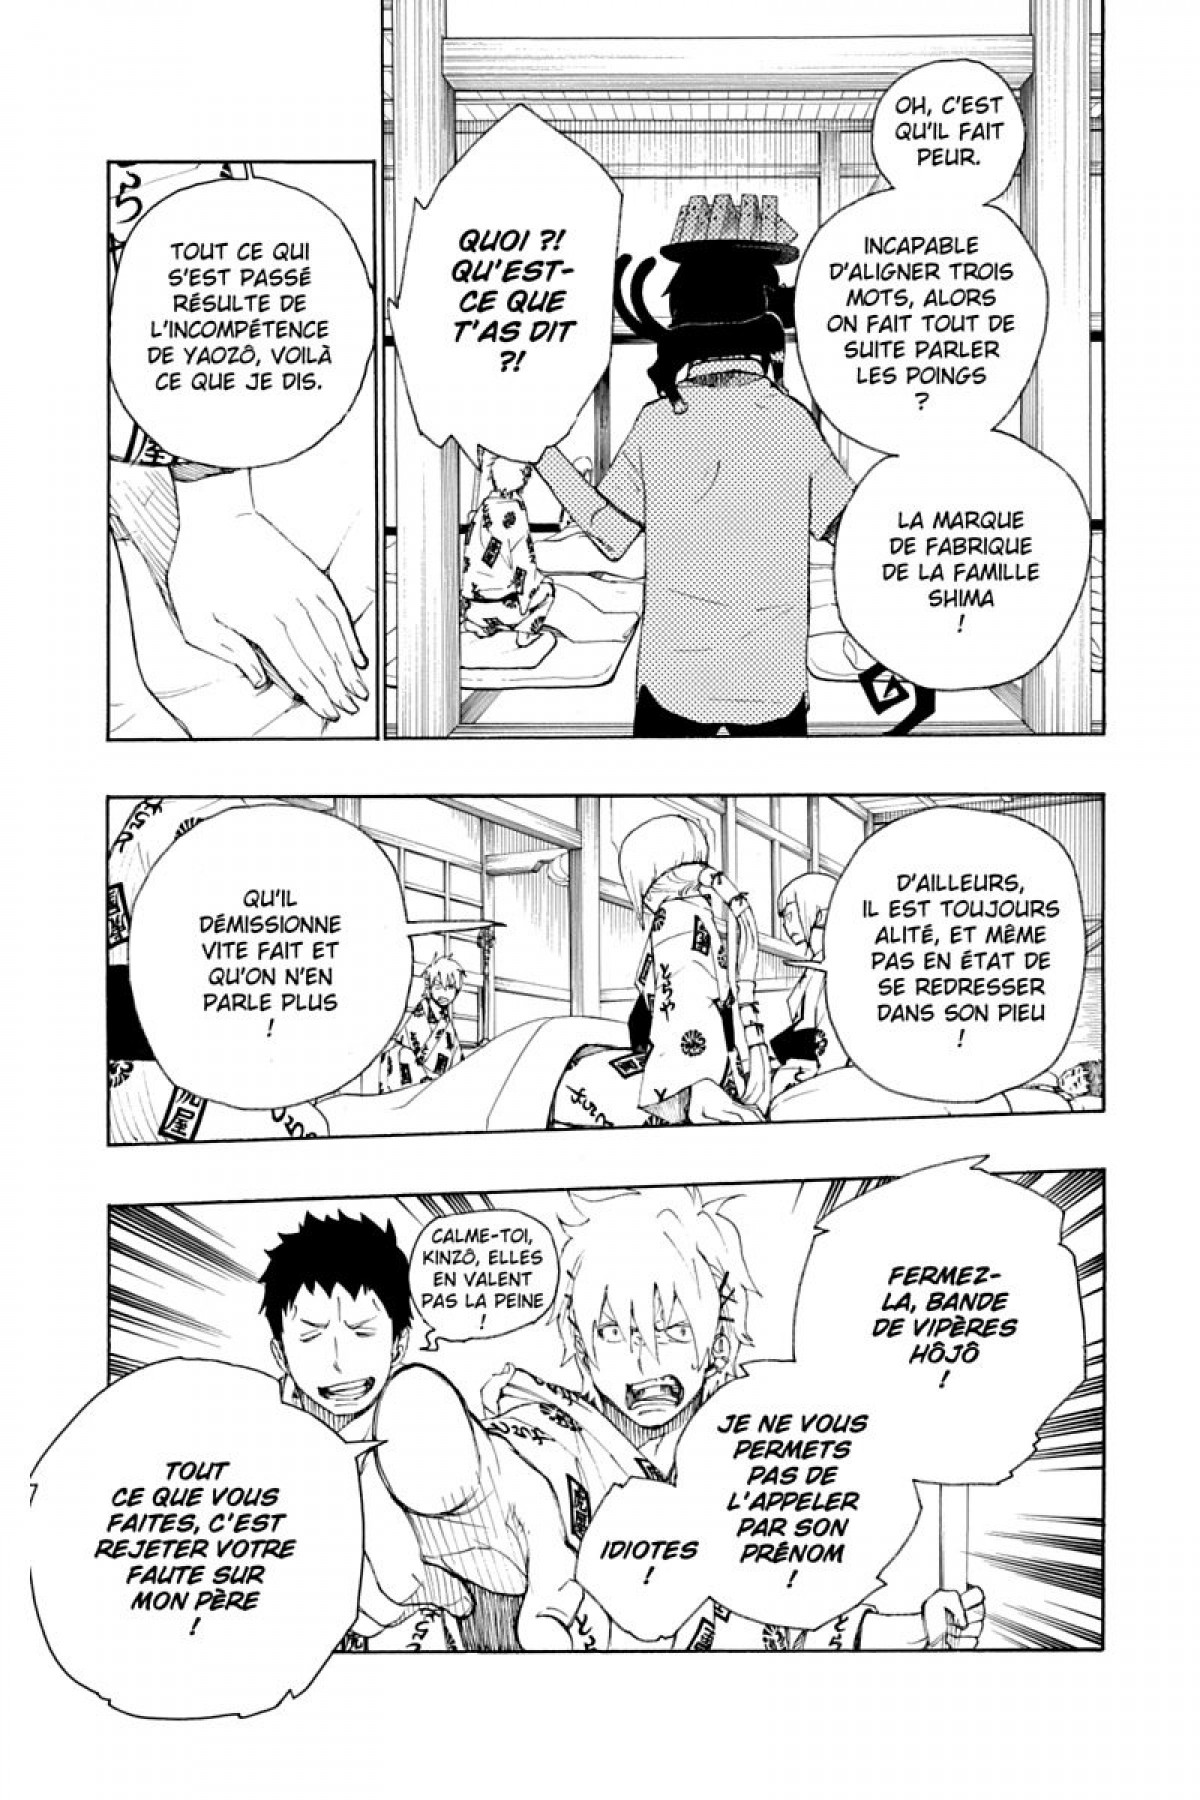 OH, C'EST
QU'IL FAIT
PEUR.
INCAPABLE
D'ALIGNER TROIS
MOTS, ALORS
ON FAIT TOUT DE
SUITE PARLER
LES POINGS
?
LA MARQUE
DE FABRIQUE
DE LA FAMILLE
SHIMA
!
QUOI ?!
QU'EST-
CE QUE
T'AS DIT
?!
TOUT CE QUI
S'EST PASSÉ
RÉSULTE DE
L'INCOMPÉTENCE
DE YAOZÔ, VOILÀ
CE QUE JE DIS.
D'AILLEURS,
IL EST TOUJOURS
ALITÉ, ET MÊME
PAS EN ÉTAT DE
SE REDRESSER
DANS SON PIEU
!
QU'IL
DÉMISSIONNE
VITE FAIT ET
QU'ON N'EN
PARLE PLUS
!
とらや
虎屋
FERMEZ-
LA, BANDE
DE VIPÈRES
HÔJÔ
!
JE NE VOUS
PERMETS
PAS DE
L'APPELER
PAR SON
PRÉNOM
!
IDIOTES
!
CALME-TOI,
KINZÔ, ELLES
EN VALENT
PAS LA PEINE
!
TOUT
CE QUE VOUS
FAITES, C'EST
REJETER VOTRE
FAUTE SUR
MON PÈRE
!